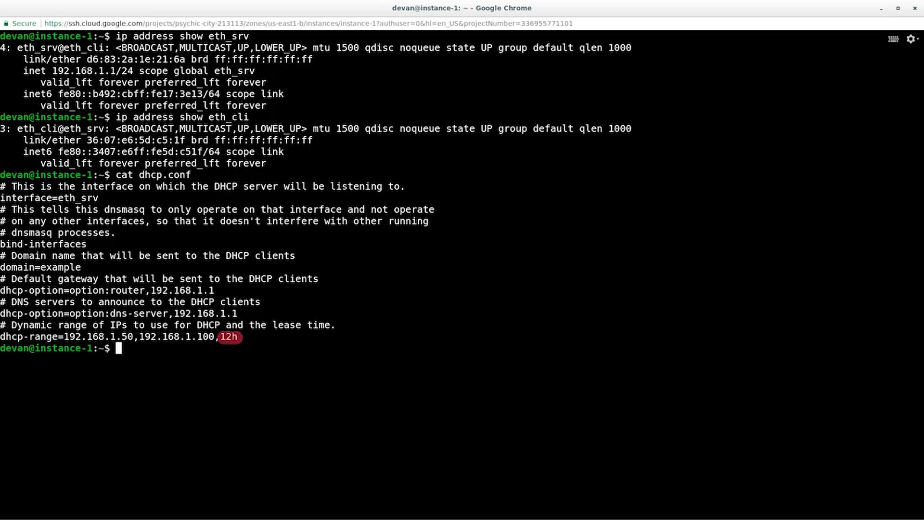 devan@instance-1: ~ - Google Chrome
Secure | https://ssh.cloud.google.com/projects/psychic-city-213113/zones/us-east1-b/instances/instance-1?authuser=0&hl=en_US&projectNumber=336955771101
devan@instance-1:~$ ip address show eth_srv
4: eth_srv@eth_cli: <BROADCAST,MULTICAST,UP,LOWER_UP> mtu 1500 qdisc noqueue state UP group default qlen 1000
    link/ether d6:83:2a:1e:21:6a brd ff:ff:ff:ff:ff:ff
    inet 192.168.1.1/24 scope global eth_srv
       valid_lft forever preferred_lft forever
    inet6 fe80::b492:cbff:fe17:3e13/64 scope link
       valid_lft forever preferred_lft forever
devan@instance-1:~$ ip address show eth_cli
3: eth_cli@eth_srv: <BROADCAST,MULTICAST,UP,LOWER_UP> mtu 1500 qdisc noqueue state UP group default qlen 1000
    link/ether 36:07:e6:5d:c5:1f brd ff:ff:ff:ff:ff:ff
    inet6 fe80::3407:e6ff:fe5d:c51f/64 scope link
       valid_lft forever preferred_lft forever
devan@instance-1:~$ cat dhcp.conf
# This is the interface on which the DHCP server will be listening to.
interface=eth_srv
# This tells this dnsmasq to only operate on that interface and not operate
# on any other interfaces, so that it doesn't interfere with other running
# dnsmasq processes.
bind-interfaces
# Domain name that will be sent to the DHCP clients
domain=example
# Default gateway that will be sent to the DHCP clients
dhcp-option=option:router,192.168.1.1
# DNS servers to announce to the DHCP clients
dhcp-option=option:dns-server,192.168.1.1
# Dynamic range of IPs to use for DHCP and the lease time.
dhcp-range=192.168.1.50,192.168.1.100,12h
devan@instance-1:~$